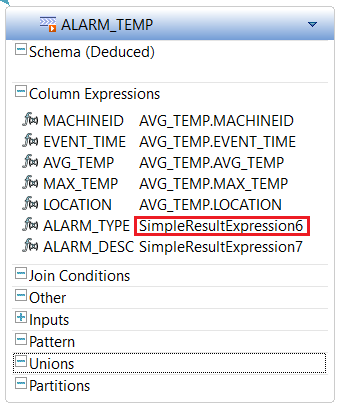 ALARM_TEMP
Schema (Deduced)
Column Expressions
MACHINEID AVG_TEMP.MACHINEID
EVENT_TIME AVG_TEMP.EVENT_TIME
AVG_TEMP AVG_TEMP.AVG_TEMP
MAX_TEMP AVG_TEMP.MAX_TEMP
LOCATION AVG_TEMP.LOCATION
ALARM_TYPE SimpleResultExpression6
ALARM_DESC SimpleResultExpression7
Join Conditions
Other
Inputs
Pattern
Unions
Partitions